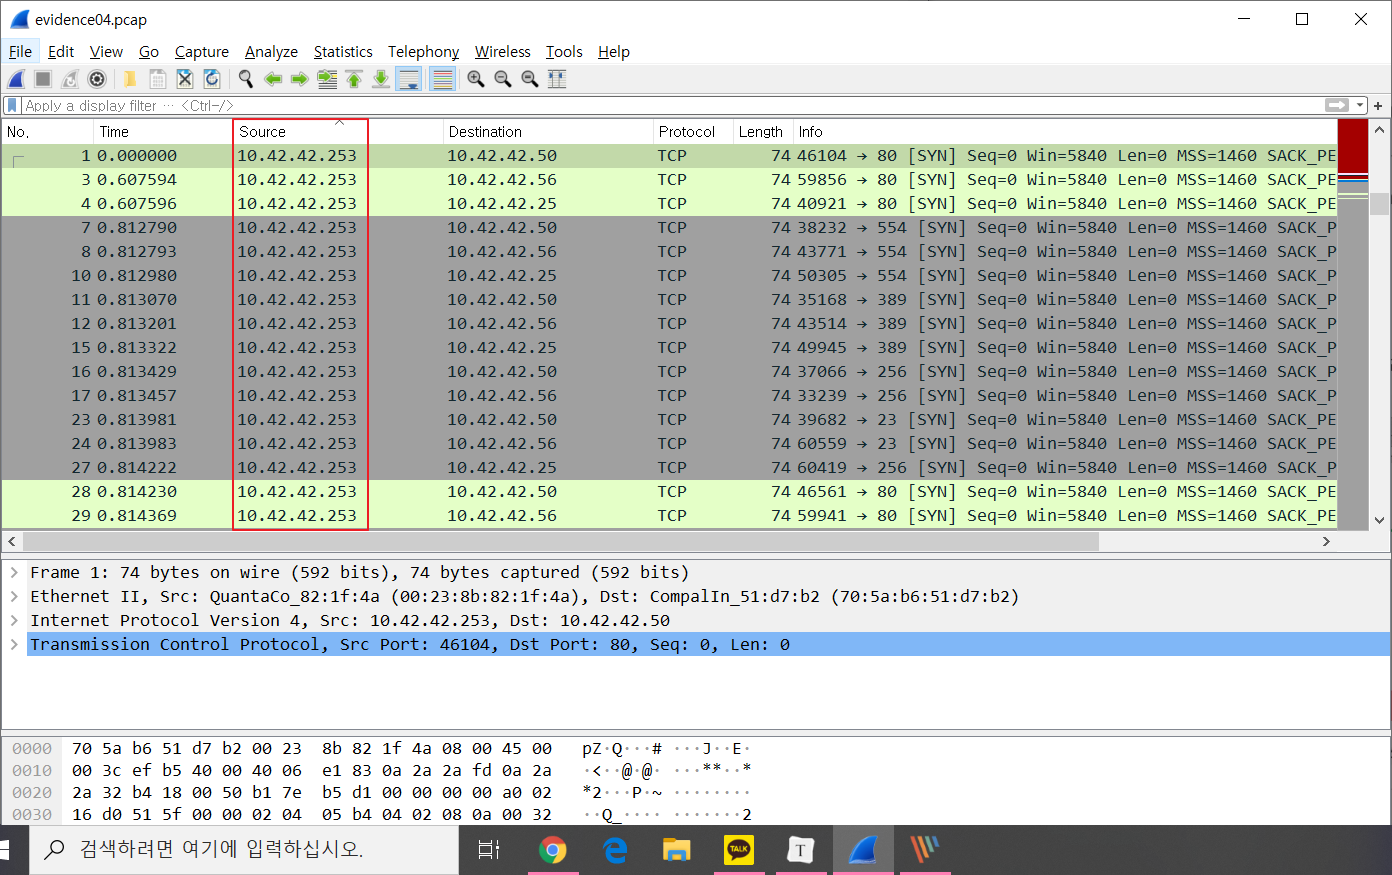 evidence04.pcap
File Edit View Go Capture Analyze Statistics Telephony Wireless Tools Help
Apply a display filter ··· <Ctrl-/>
No. Time Source Destination Protocol Length Info
1 0.000000 10.42.42.253 10.42.42.50 TCP 74 46104 → 80 [SYN] Seq=0 Win=5840 Len=0 MSS=1460 SACK_PE
3 0.607594 10.42.42.253 10.42.42.56 TCP 74 59856 → 80 [SYN] Seq=0 Win=5840 Len=0 MSS=1460 SACK_PE
4 0.607596 10.42.42.253 10.42.42.25 TCP 74 40921 → 80 [SYN] Seq=0 Win=5840 Len=0 MSS=1460 SACK_PE
7 0.812790 10.42.42.253 10.42.42.50 TCP 74 38232 → 554 [SYN] Seq=0 Win=5840 Len=0 MSS=1460 SACK_P
8 0.812793 10.42.42.253 10.42.42.56 TCP 74 43771 → 554 [SYN] Seq=0 Win=5840 Len=0 MSS=1460 SACK_P
10 0.812980 10.42.42.253 10.42.42.25 TCP 74 50305 → 554 [SYN] Seq=0 Win=5840 Len=0 MSS=1460 SACK_P
11 0.813070 10.42.42.253 10.42.42.50 TCP 74 35168 → 389 [SYN] Seq=0 Win=5840 Len=0 MSS=1460 SACK_P
12 0.813201 10.42.42.253 10.42.42.56 TCP 74 43514 → 389 [SYN] Seq=0 Win=5840 Len=0 MSS=1460 SACK_P
15 0.813322 10.42.42.253 10.42.42.25 TCP 74 49945 → 389 [SYN] Seq=0 Win=5840 Len=0 MSS=1460 SACK_P
16 0.813429 10.42.42.253 10.42.42.50 TCP 74 37066 → 256 [SYN] Seq=0 Win=5840 Len=0 MSS=1460 SACK_P
17 0.813457 10.42.42.253 10.42.42.56 TCP 74 33239 → 256 [SYN] Seq=0 Win=5840 Len=0 MSS=1460 SACK_P
23 0.813981 10.42.42.253 10.42.42.50 TCP 74 39682 → 23 [SYN] Seq=0 Win=5840 Len=0 MSS=1460 SACK_PE
24 0.813983 10.42.42.253 10.42.42.56 TCP 74 60559 → 23 [SYN] Seq=0 Win=5840 Len=0 MSS=1460 SACK_PE
27 0.814222 10.42.42.253 10.42.42.25 TCP 74 60419 → 256 [SYN] Seq=0 Win=5840 Len=0 MSS=1460 SACK_P
28 0.814230 10.42.42.253 10.42.42.50 TCP 74 46561 → 80 [SYN] Seq=0 Win=5840 Len=0 MSS=1460 SACK_PE
29 0.814369 10.42.42.253 10.42.42.56 TCP 74 59941 → 80 [SYN] Seq=0 Win=5840 Len=0 MSS=1460 SACK_PE
Frame 1: 74 bytes on wire (592 bits), 74 bytes captured (592 bits)
Ethernet II, Src: QuantaCo_82:1f:4a (00:23:8b:82:1f:4a), Dst: CompalIn_51:d7:b2 (70:5a:b6:51:d7:b2)
Internet Protocol Version 4, Src: 10.42.42.253, Dst: 10.42.42.50
Transmission Control Protocol, Src Port: 46104, Dst Port: 80, Seq: 0, Len: 0
0000 70 5a b6 51 d7 b2 00 23 8b 82 1f 4a 08 00 45 00 pZ·Q···# ···J··E·
0010 00 3c ef b5 40 00 40 06 e1 83 0a 2a 2a fd 0a 2a ·<··@·@· ···**··*
0020 2a 32 b4 18 00 50 b1 7e b5 d1 00 00 00 00 a0 02 *2···P·~ ········
0030 16 d0 51 5f 00 00 02 04 05 b4 04 02 08 0a 00 32 ··Q_···· ·······2
검색하려면 여기에 입력하십시오.
TALK
T